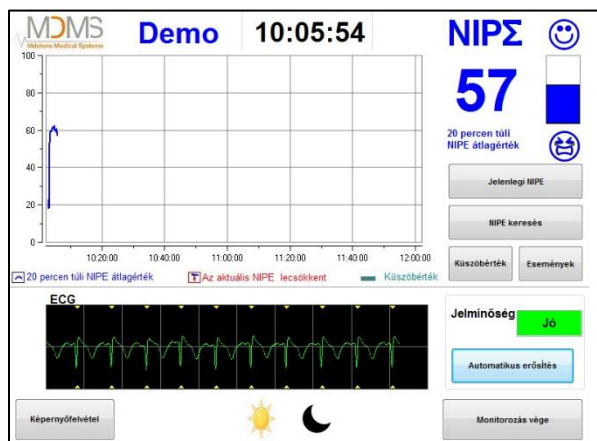 MDMS
Mdoloris Medical Systems
Demo
10:05:54
NIPΣ
57
20 percen túli
NIPE átlagérték
100
80
60
40
20
0
10:20:00 10:40:00 11:00:00 11:20:00 11:40:00 12:00:00
20 percen túli NIPE átlagérték
Az aktuális NIPE lecsökkent
Küszöbérték
Jelenlegi NIPE
NIPE keresés
Küszöbérték
Események
ECG
Jelminőség
Jó
Automatikus erősítés
Képernyőfelvétel
Monitorozás vége